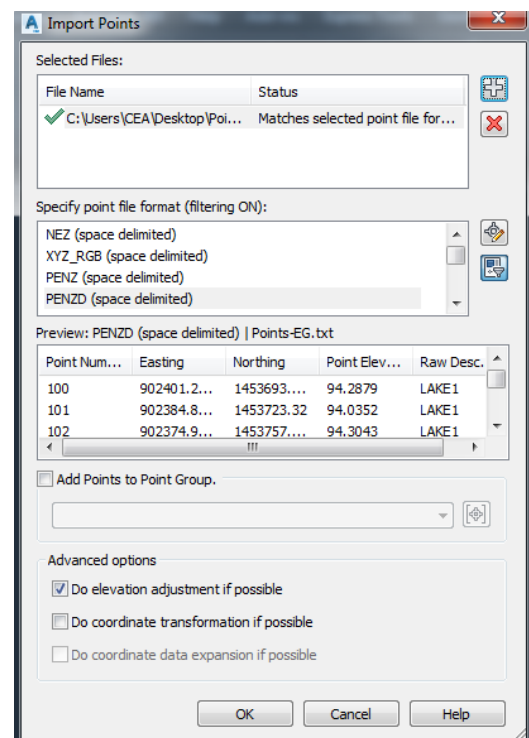 Import Points
Selected Files:
File Name Status
C:\Users\CEA\Desktop\Poi... Matches selected point file for...
Specify point file format (filtering ON):
NEZ (space delimited)
XYZ_RGB (space delimited)
PENZ (space delimited)
PENZD (space delimited)
Preview: PENZD (space delimited) | Points-EG.txt
Point Num... Easting Northing Point Elev... Raw Desc.
100 902401.2... 1453693.... 94.2879 LAKE1
101 902384.8... 1453723.32 94.0352 LAKE1
102 902374.9... 1453757.... 94.3043 LAKE1
Add Points to Point Group.
Advanced options
Do elevation adjustment if possible
Do coordinate transformation if possible
Do coordinate data expansion if possible
OK Cancel Help